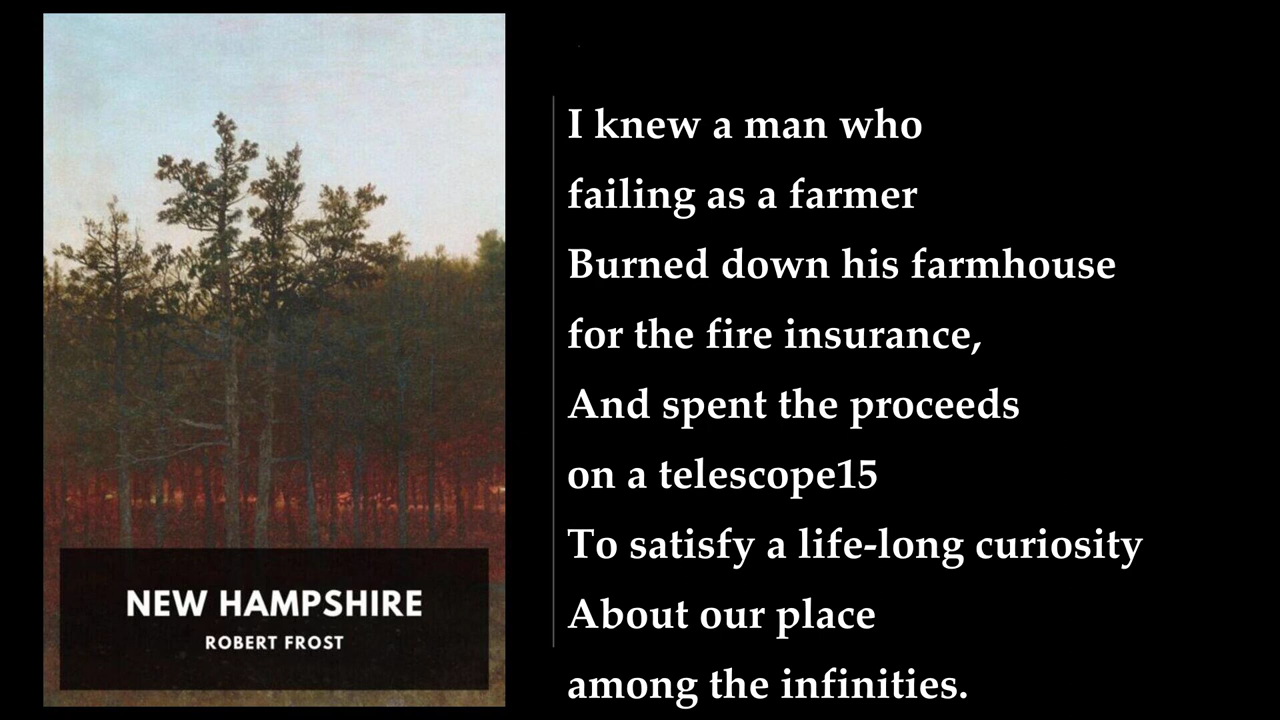 NEW HAMPSHIRE
ROBERT FROST
I knew a man who
failing as a farmer
Burned down his farmhouse
for the fire insurance,
And spent the proceeds
on a telescope15
To satisfy a life-long curiosity
About our place
among the infinities.